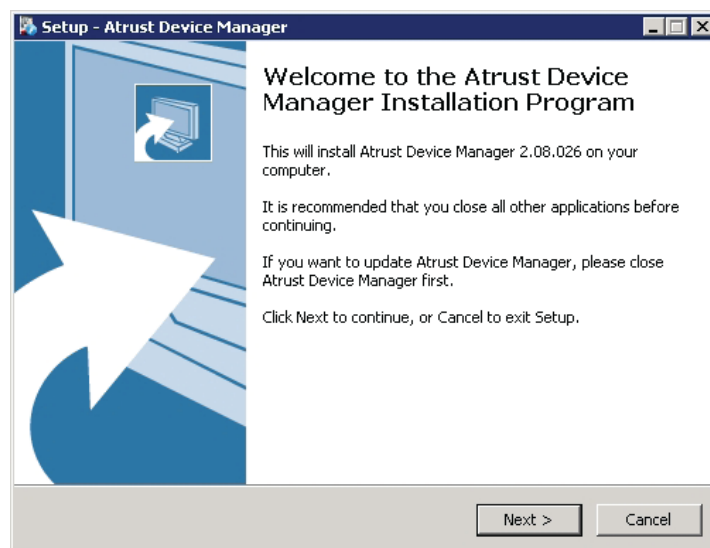 Setup - Atrust Device Manager
Welcome to the Atrust Device
Manager Installation Program
This will install Atrust Device Manager 2.08.026 on your
computer.
It is recommended that you close all other applications before
continuing.
If you want to update Atrust Device Manager, please close
Atrust Device Manager first.
Click Next to continue, or Cancel to exit Setup.
Next >
Cancel